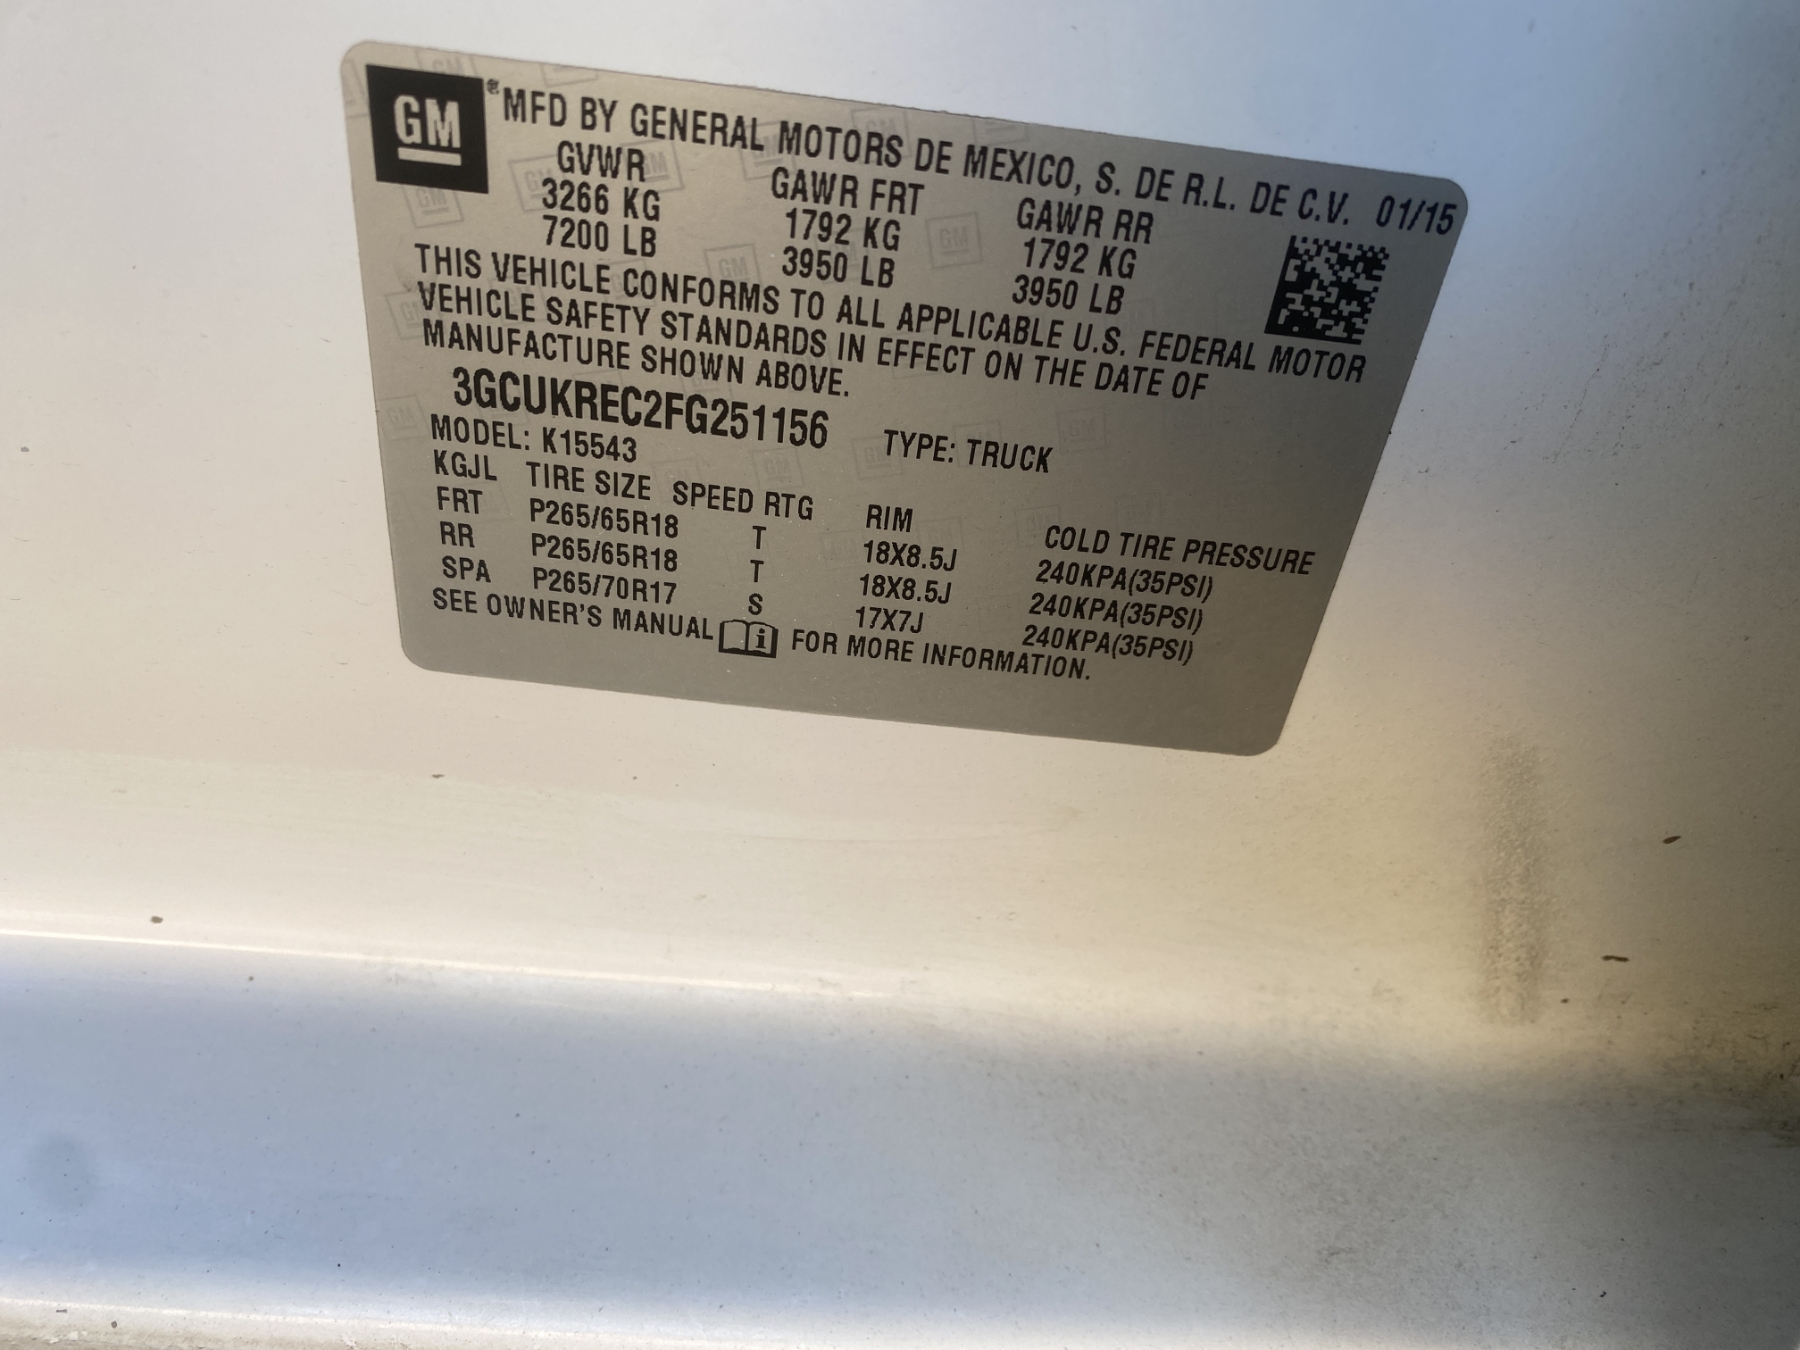 GM ® MFD BY GENERAL MOTORS DE MEXICO, S. DE R.L. DE C.V. 01/15
GVWR GAWR FRT GAWR RR
3266 KG 1792 KG 1792 KG
7200 LB 3950 LB 3950 LB
THIS VEHICLE CONFORMS TO ALL APPLICABLE U.S. FEDERAL MOTOR
VEHICLE SAFETY STANDARDS IN EFFECT ON THE DATE OF
MANUFACTURE SHOWN ABOVE.
3GCUKREC2FG251156 TYPE: TRUCK
MODEL: K15543
KGJL TIRE SIZE SPEED RTG RIM COLD TIRE PRESSURE
FRT P265/65R18 T 18X8.5J 240KPA(35PSI)
RR P265/65R18 T 18X8.5J 240KPA(35PSI)
SPA P265/70R17 S 17X7J 240KPA(35PSI)
SEE OWNER'S MANUAL FOR MORE INFORMATION.